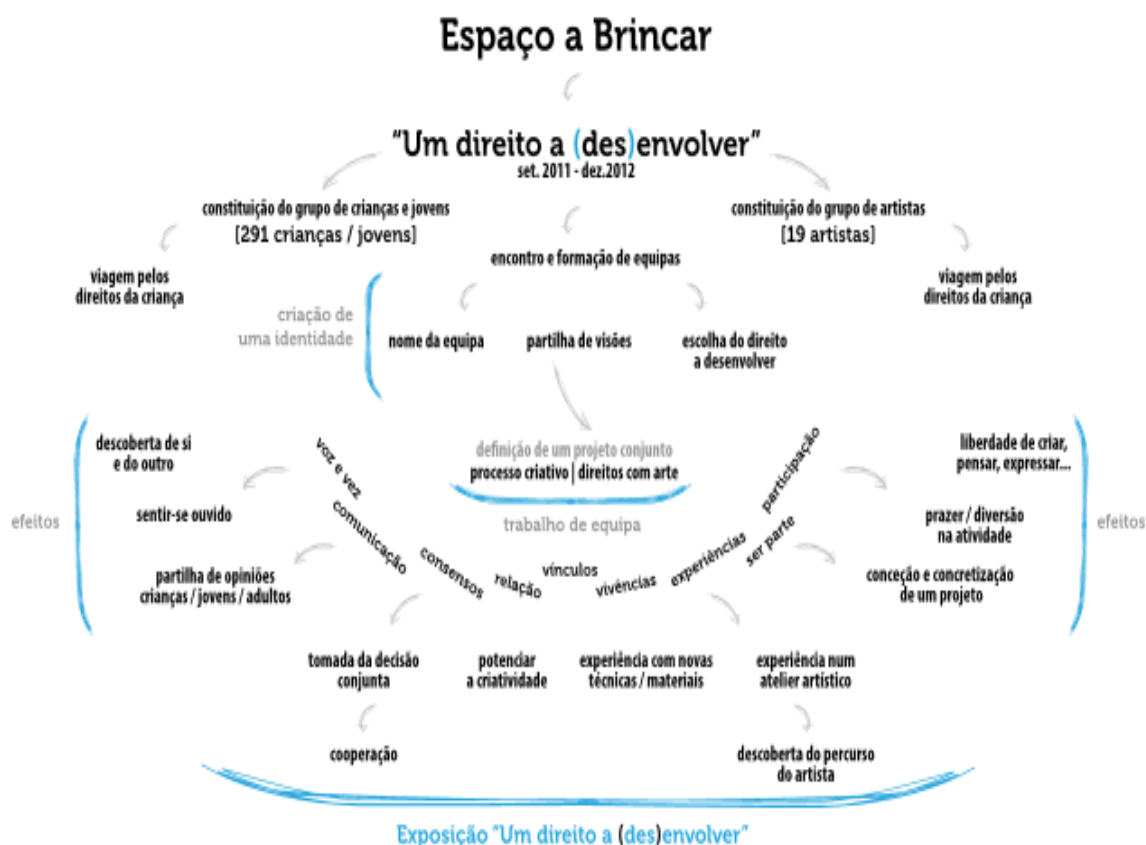 Espaço a Brincar
"Um direito a (des)envolver"
set. 2011 - dez.2012
constituição do grupo de crianças e jovens
[291 crianças / jovens]
constituição do grupo de artistas
[19 artistas]
viagem pelos
direitos da criança
encontro e formação de equipas
viagem pelos
direitos da criança
criação de
uma identidade
nome da equipa
partilha de visões
escolha do direito
a desenvolver
definição de um projeto conjunto
processo criativo | direitos com arte
trabalho de equipa
efeitos
descoberta de si
e do outro
sentir-se ouvido
partilha de opiniões
crianças / jovens / adultos
voz e vez
comunicação
consensos
relação
vínculos
vivências
experiências
ser parte
participação
liberdade de criar,
pensar, expressar...
prazer / diversão
na atividade
conceção e concretização
de um projeto
efeitos
tomada da decisão
conjunta
potenciar
a criatividade
experiência com novas
técnicas / materiais
experiência num
atelier artístico
cooperação
descoberta do percurso
do artista
Exposição "Um direito a (des)envolver"